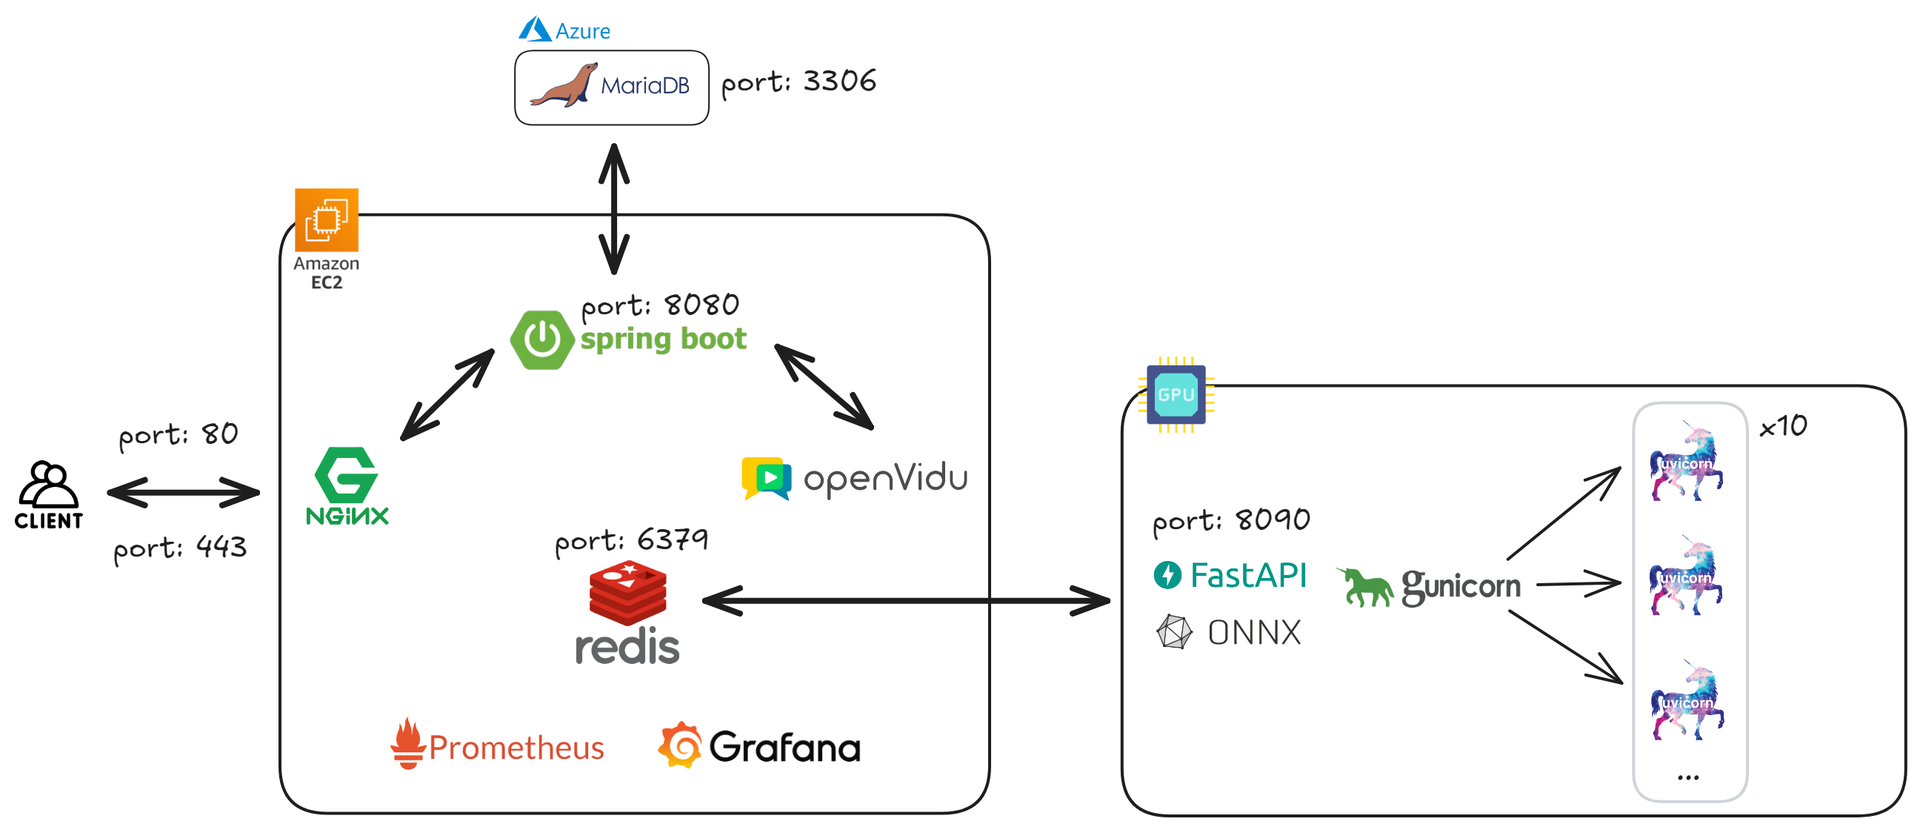 Azure
MariaDB
port: 3306
Amazon
EC2
port: 8080
spring boot
port: 80
CLIENT
port: 443
NGiNX
openVidu
port: 6379
redis
Prometheus
Grafana
GPU
x10
port: 8090
FastAPI
ONNX
gunicorn
uvicorn
uvicorn
uvicorn
...